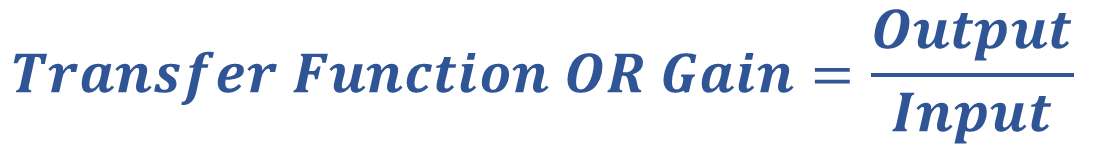 Transfer Function OR Gain = Output
Input